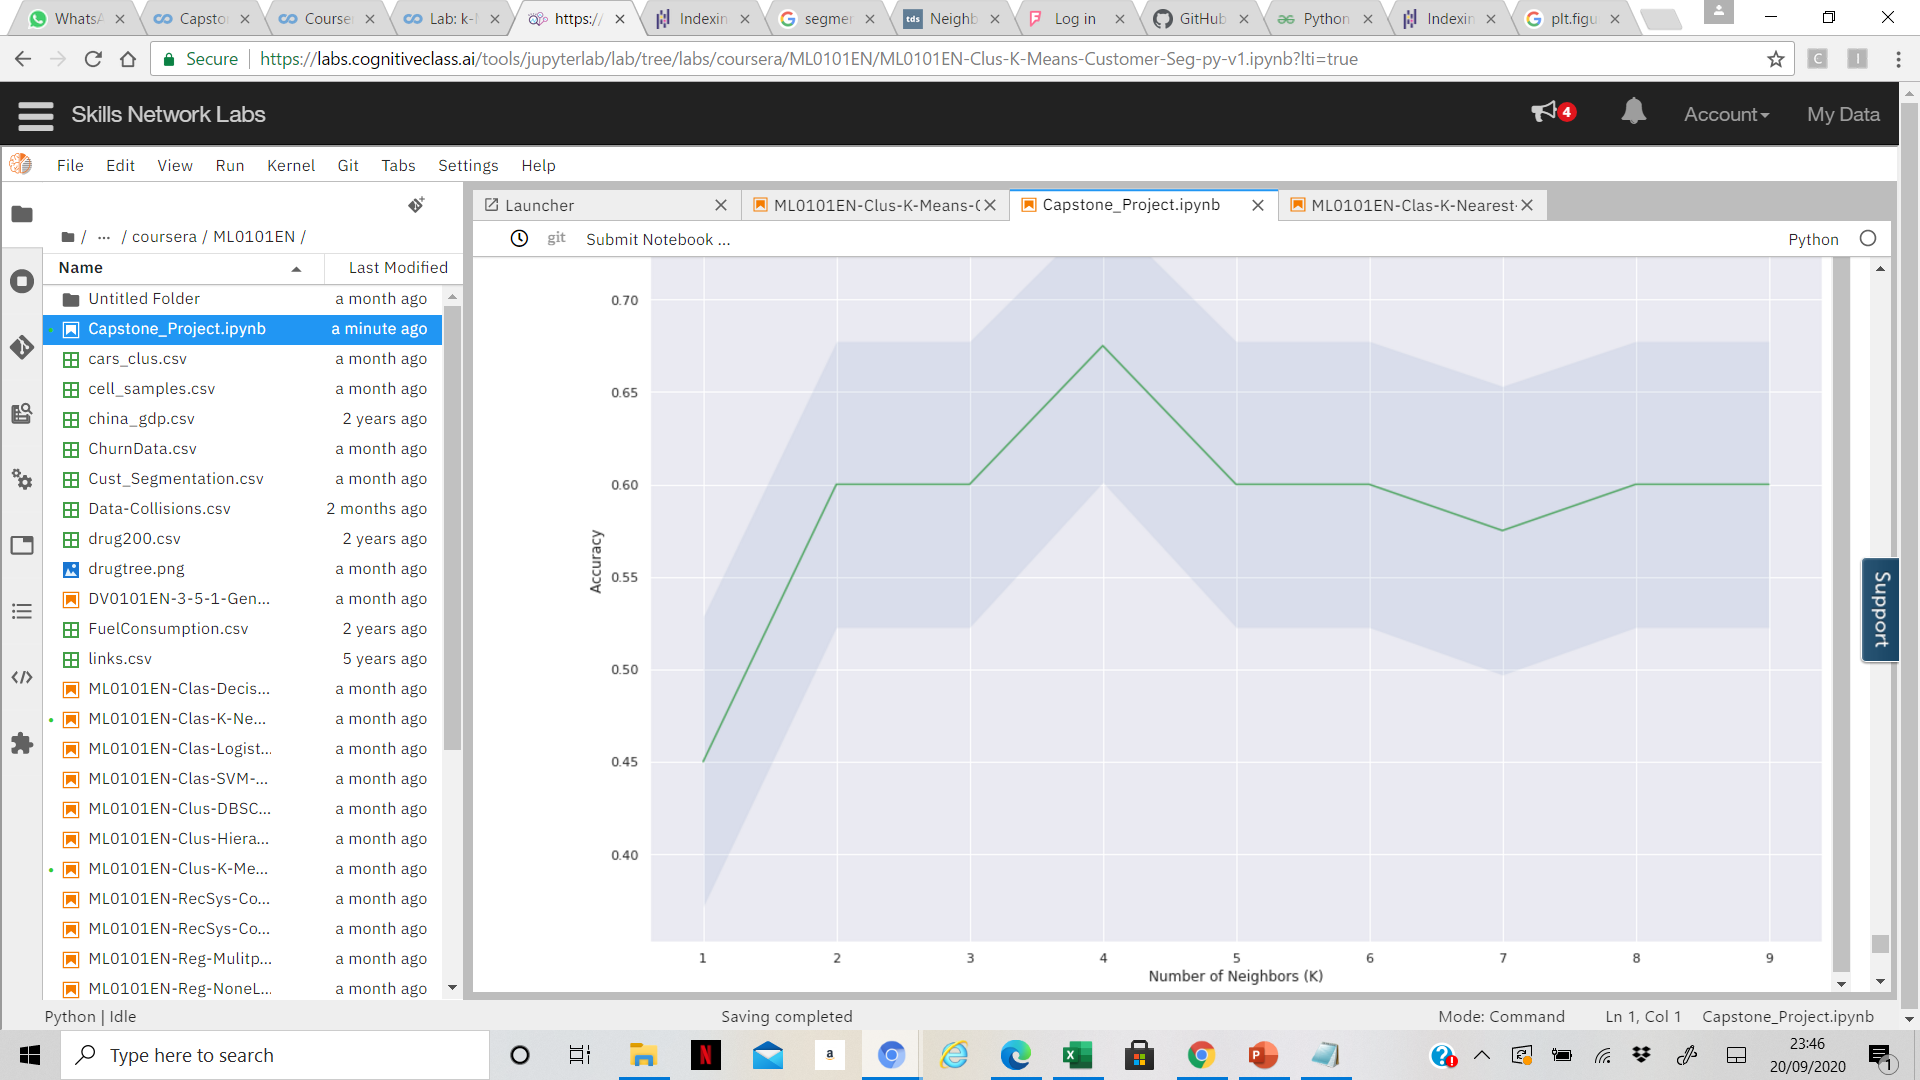 WhatsA
Capsto
Course
Lab: k-
https:/
Indexin
segmen
tds
Neighb
Log in
GitHub
Python
Indexin
plt.figu
Secure
https://labs.cognitiveclass.ai/tools/jupyterlab/lab/tree/labs/coursera/ML0101EN/ML0101EN-Clus-K-Means-Customer-Seg-py-v1.ipynb?lti=true
C
I
Skills Network Labs
4
Account
My Data
File Edit View Run Kernel Git Tabs Settings Help
Launcher
ML0101EN-Clus-K-Means-C
Capstone_Project.ipynb
ML0101EN-Clas-K-Nearest-
git
Submit Notebook ...
Python
/ ... / coursera / ML0101EN /
Name Last Modified
Untitled Folder a month ago
Capstone_Project.ipynb a minute ago
cars_clus.csv a month ago
cell_samples.csv a month ago
china_gdp.csv 2 years ago
ChurnData.csv a month ago
Cust_Segmentation.csv a month ago
Data-Collisions.csv 2 months ago
drug200.csv 2 years ago
drugtree.png a month ago
DV0101EN-3-5-1-Gen... a month ago
FuelConsumption.csv 2 years ago
links.csv 5 years ago
ML0101EN-Clas-Decis... a month ago
ML0101EN-Clas-K-Ne... a month ago
ML0101EN-Clas-Logist... a month ago
ML0101EN-Clas-SVM-... a month ago
ML0101EN-Clus-DBSC... a month ago
ML0101EN-Clus-Hiera... a month ago
ML0101EN-Clus-K-Me... a month ago
ML0101EN-RecSys-Co... a month ago
ML0101EN-RecSys-Co... a month ago
ML0101EN-Reg-Mulitp... a month ago
ML0101EN-Reg-NoneL... a month ago
0.70
0.65
0.60
0.55
0.50
0.45
0.40
Accuracy
1 2 3 4 5 6 7 8 9
Number of Neighbors (K)
Support
Python | Idle
Saving completed
Mode: Command
Ln 1, Col 1
Capstone_Project.ipynb
Type here to search
N
a
23:46
20/09/2020
1